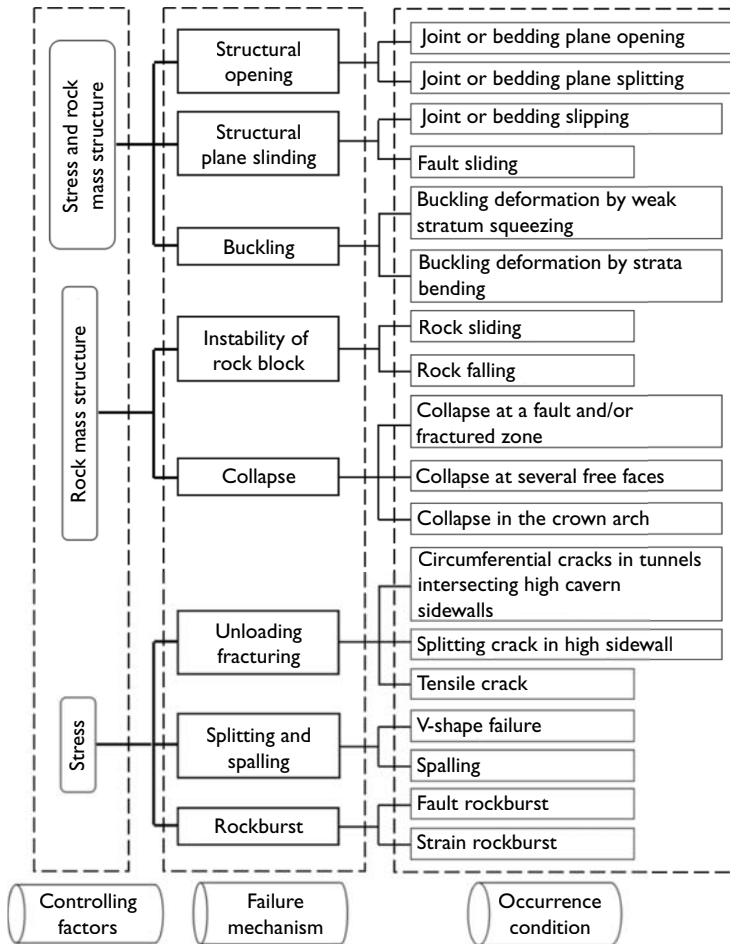 Stress and rock
mass structure
Structural
opening
Joint or bedding plane opening
Joint or bedding plane splitting
Structural
plane slinding
Joint or bedding slipping
Fault sliding
Buckling
Buckling deformation by weak
stratum squeezing
Buckling deformation by strata
bending
Rock mass structure
Instability of
rock block
Rock sliding
Rock falling
Collapse
Collapse at a fault and/or
fractured zone
Collapse at several free faces
Collapse in the crown arch
Stress
Unloading
fracturing
Circumferential cracks in tunnels
intersecting high cavern
sidewalls
Splitting crack in high sidewall
Tensile crack
Splitting and
spalling
V-shape failure
Spalling
Rockburst
Fault rockburst
Strain rockburst
Controlling
factors
Failure
mechanism
Occurrence
condition